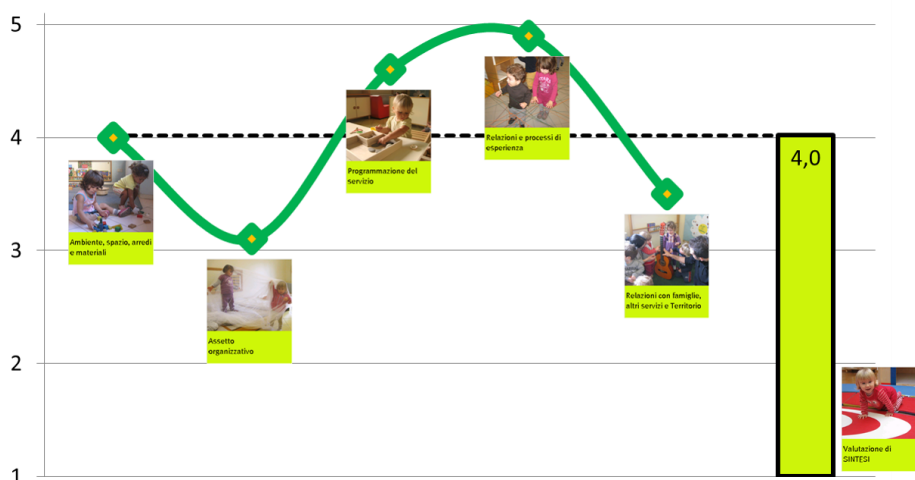 5
4
3
2
1
Ambiente, spazio, arredi
e materiali
Assetto
organizzativo
Programmazione del
servizio
Relazioni e processi di
esperienza
Relazioni con famiglie,
altri servizi e Territorio
4,0
Valutazione di
SINTESI